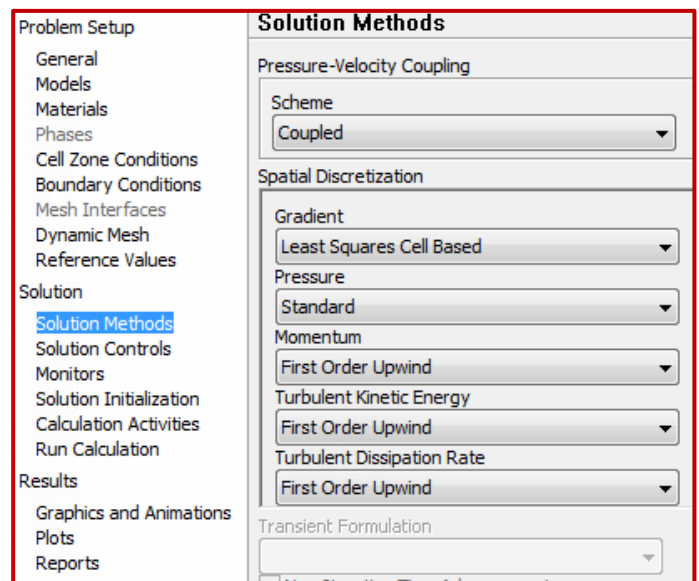 Problem Setup
General
Models
Materials
Phases
Cell Zone Conditions
Boundary Conditions
Mesh Interfaces
Dynamic Mesh
Reference Values
Solution
Solution Methods
Solution Controls
Monitors
Solution Initialization
Calculation Activities
Run Calculation
Results
Graphics and Animations
Plots
Reports
Solution Methods
Pressure-Velocity Coupling
Scheme
Coupled
Spatial Discretization
Gradient
Least Squares Cell Based
Pressure
Standard
Momentum
First Order Upwind
Turbulent Kinetic Energy
First Order Upwind
Turbulent Dissipation Rate
First Order Upwind
Transient Formulation